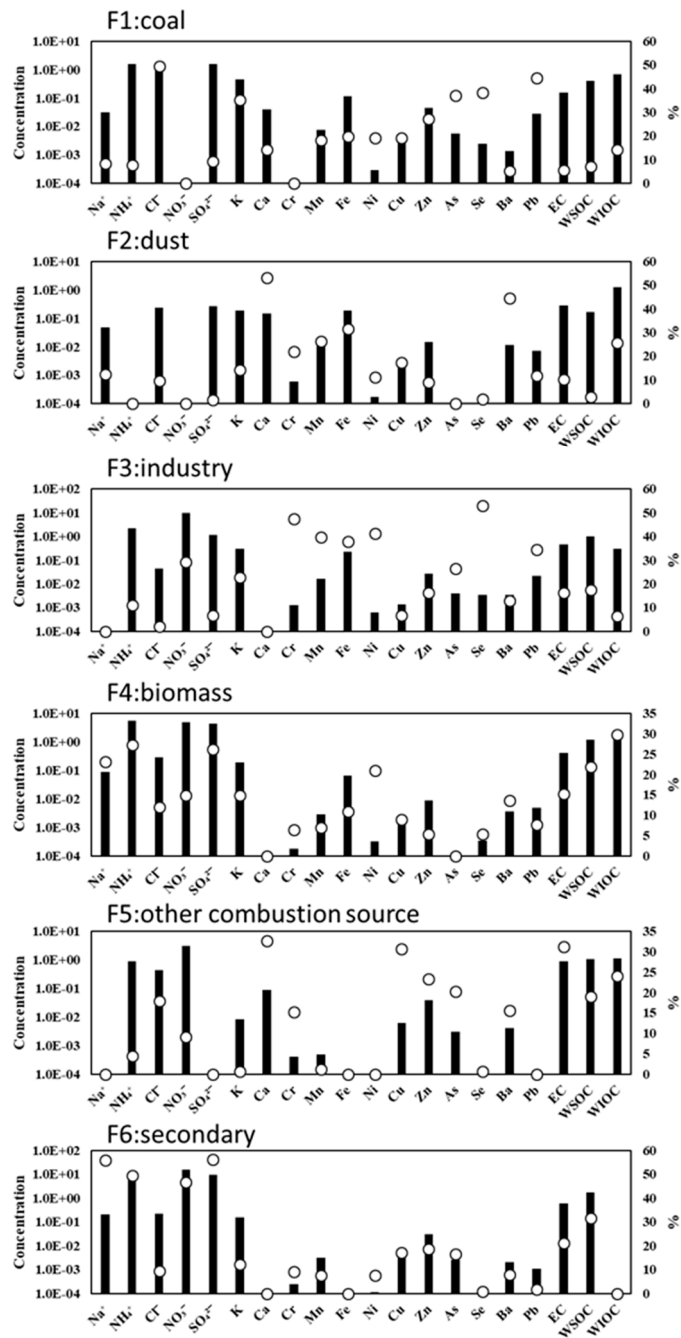 F1:coal
Concentration
%
1.0E+01 60
1.0E+00 50
1.0E-01 40
30
1.0E-02 20
1.0E-03 10
1.0E-04 0
Na⁺ NH₄⁺ Cl⁻ NO₃⁻ SO₄²⁻ K Ca Cr Mn Fe Ni Cu Zn As Se Ba Pb EC WSOC WIOC
F2:dust
Concentration
%
1.0E+01 60
1.0E+00 50
1.0E-01 40
30
1.0E-02 20
1.0E-03 10
1.0E-04 0
Na⁺ NH₄⁺ Cl⁻ NO₃⁻ SO₄²⁻ K Ca Cr Mn Fe Ni Cu Zn As Se Ba Pb EC WSOC WIOC
F3:industry
Concentration
%
1.0E+02 60
1.0E+01 50
1.0E+00 40
1.0E-01 30
1.0E-02 20
1.0E-03 10
1.0E-04 0
Na⁺ NH₄⁺ Cl⁻ NO₃⁻ SO₄²⁻ K Ca Cr Mn Fe Ni Cu Zn As Se Ba Pb EC WSOC WIOC
F4:biomass
Concentration
%
1.0E+01 35
1.0E+00 30
25
1.0E-01 20
1.0E-02 15
10
1.0E-03 5
1.0E-04 0
Na⁺ NH₄⁺ Cl⁻ NO₃⁻ SO₄²⁻ K Ca Cr Mn Fe Ni Cu Zn As Se Ba Pb EC WSOC WIOC
F5:other combustion source
Concentration
%
1.0E+01 35
1.0E+00 30
25
1.0E-01 20
1.0E-02 15
10
1.0E-03 5
1.0E-04 0
Na⁺ NH₄⁺ Cl⁻ NO₃⁻ SO₄²⁻ K Ca Cr Mn Fe Ni Cu Zn As Se Ba Pb EC WSOC WIOC
F6:secondary
Concentration
%
1.0E+02 60
1.0E+01 50
1.0E+00 40
1.0E-01 30
1.0E-02 20
1.0E-03 10
1.0E-04 0
Na⁺ NH₄⁺ Cl⁻ NO₃⁻ SO₄²⁻ K Ca Cr Mn Fe Ni Cu Zn As Se Ba Pb EC WSOC WIOC